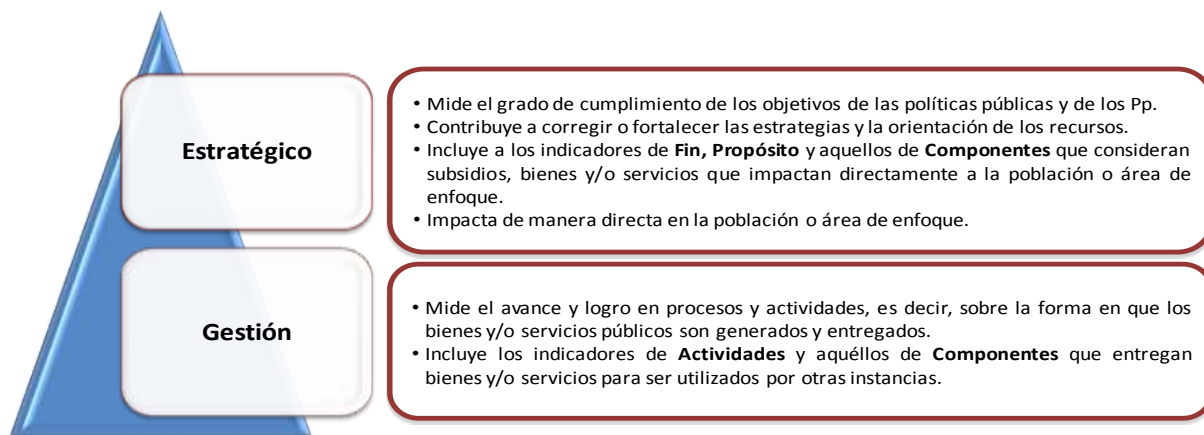 Estratégico
• Mide el grado de cumplimiento de los objetivos de las políticas públicas y de los Pp.
• Contribuye a corregir o fortalecer las estrategias y la orientación de los recursos.
• Incluye a los indicadores de Fin, Propósito y aquellos de Componentes que consideran
subsidios, bienes y/o servicios que impactan directamente a la población o área de
enfoque.
• Impacta de manera directa en la población o área de enfoque.
Gestión
• Mide el avance y logro en procesos y actividades, es decir, sobre la forma en que los
bienes y/o servicios públicos son generados y entregados.
• Incluye los indicadores de Actividades y aquéllos de Componentes que entregan
bienes y/o servicios para ser utilizados por otras instancias.